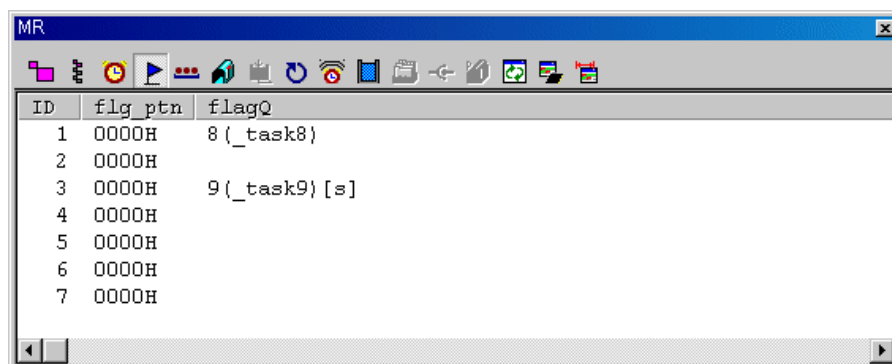 MR
ID flg_ptn flagQ
1 0000H 8(_task8)
2 0000H
3 0000H 9(_task9)[s]
4 0000H
5 0000H
6 0000H
7 0000H